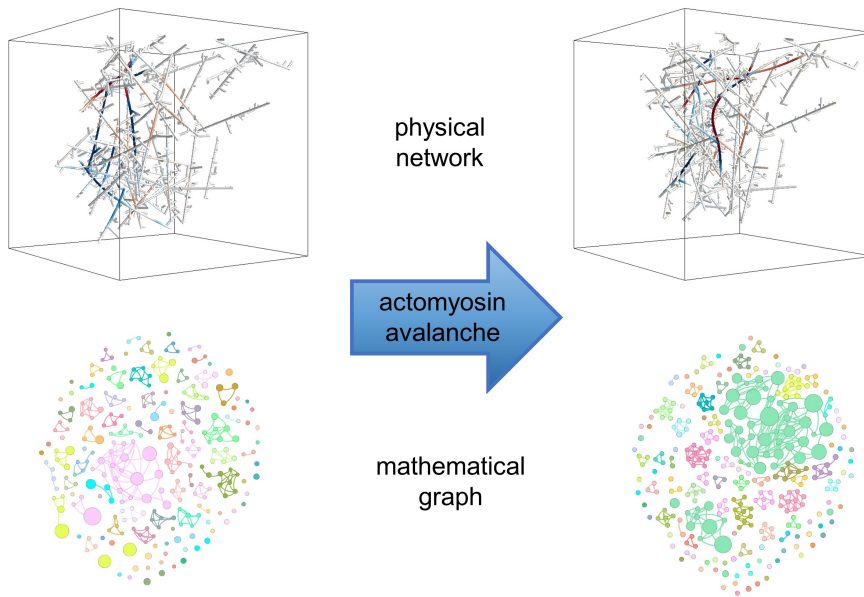 physical
network
actomyosin
avalanche
mathematical
graph